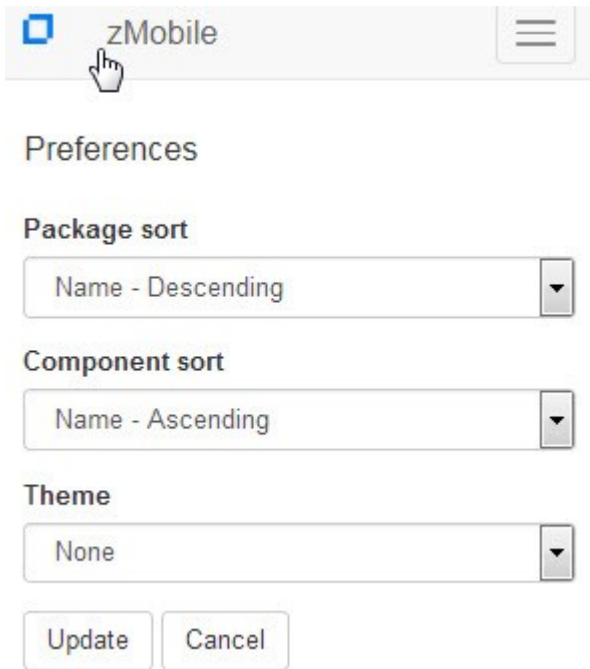 zMobile
Preferences
Package sort
Name - Descending
Component sort
Name - Ascending
Theme
None
Update Cancel